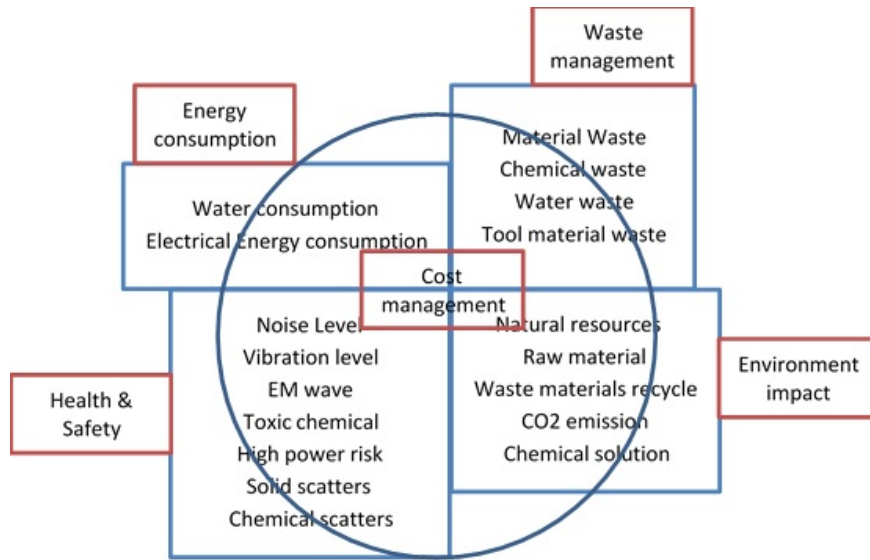 Waste
management
Energy
consumption
Material Waste
Chemical waste
Water waste
Tool material waste
Water consumption
Electrical Energy consumption
Cost
management
Noise Level
Vibration level
EM wave
Toxic chemical
High power risk
Solid scatters
Chemical scatters
Natural resources
Raw material
Waste materials recycle
CO2 emission
Chemical solution
Health &
Safety
Environment
impact